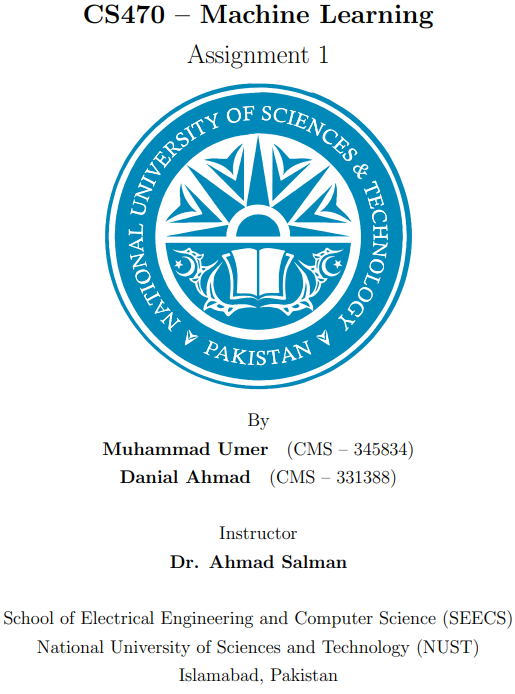 CS470 – Machine Learning
Assignment 1
NATIONAL UNIVERSITY OF SCIENCES & TECHNOLOGY
PAKISTAN
By
Muhammad Umer (CMS – 345834)
Danial Ahmad (CMS – 331388)
Instructor
Dr. Ahmad Salman
School of Electrical Engineering and Computer Science (SEECS)
National University of Sciences and Technology (NUST)
Islamabad, Pakistan